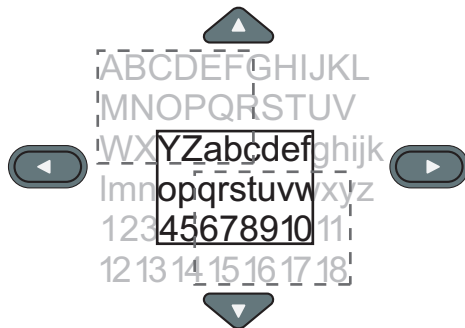 ABCDEFGHIJKL
MNOPQRSTUV
WXYZabcdefghijk
lmnopqrstuvwxyz
1234567891011
12131415161718